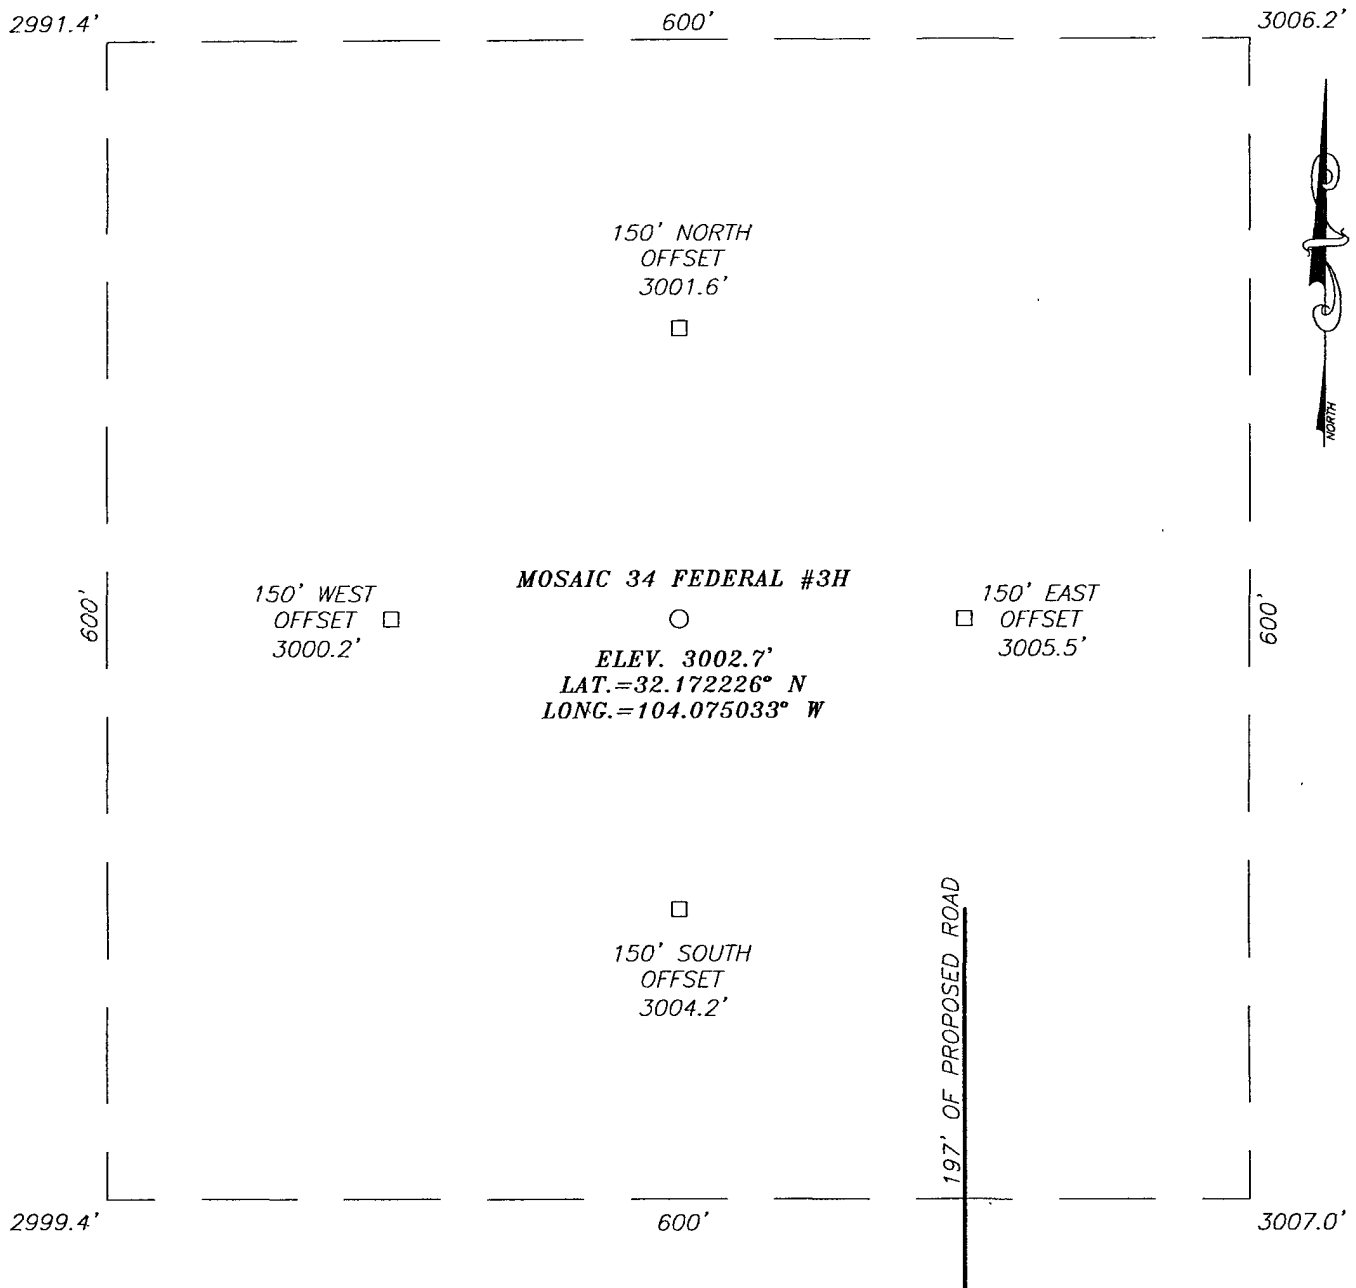 2991.4'
600'
3006.2'
150' NORTH
OFFSET
3001.6'
NORTH
MOSAIC 34 FEDERAL #3H
150' WEST
OFFSET
3000.2'
150' EAST
OFFSET
3005.5'
600'
600'
ELEV. 3002.7'
LAT.=32.172226° N
LONG.=104.075033° W
150' SOUTH
OFFSET
3004.2'
197' OF PROPOSED ROAD
2999.4'
600'
3007.0'